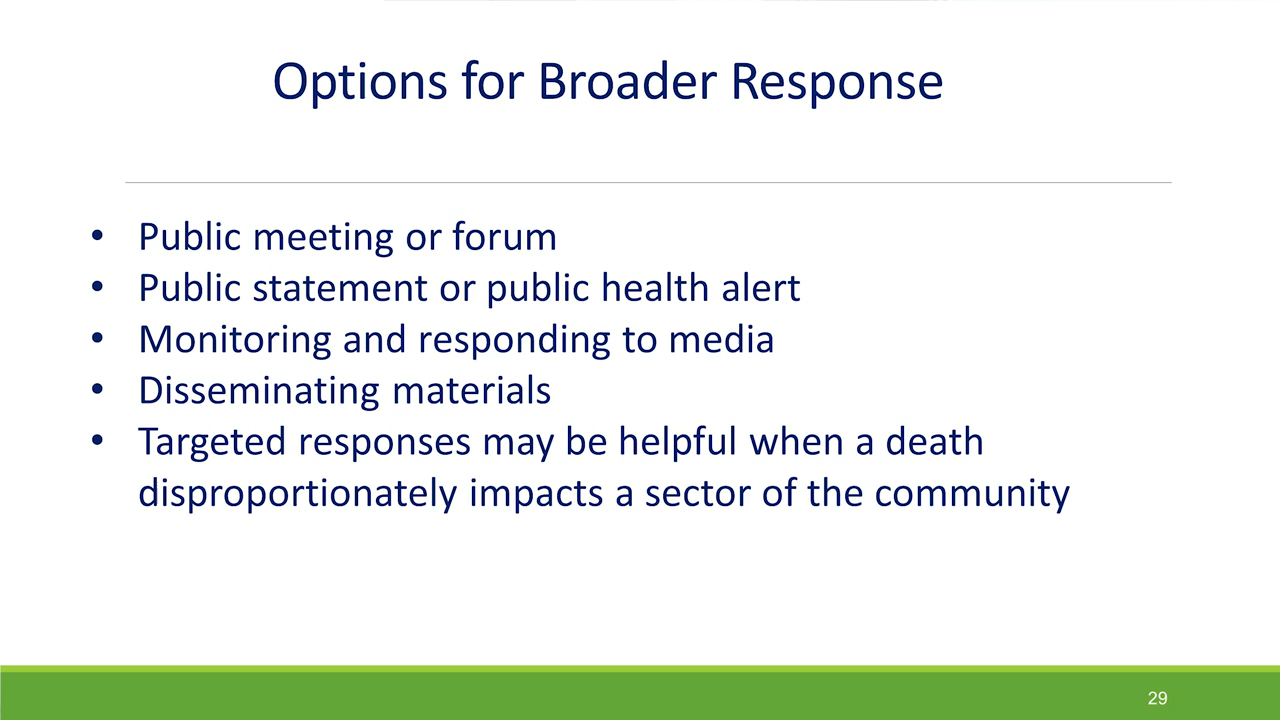 Options for Broader Response
• Public meeting or forum
• Public statement or public health alert
• Monitoring and responding to media
• Disseminating materials
• Targeted responses may be helpful when a death
disproportionately impacts a sector of the community
29